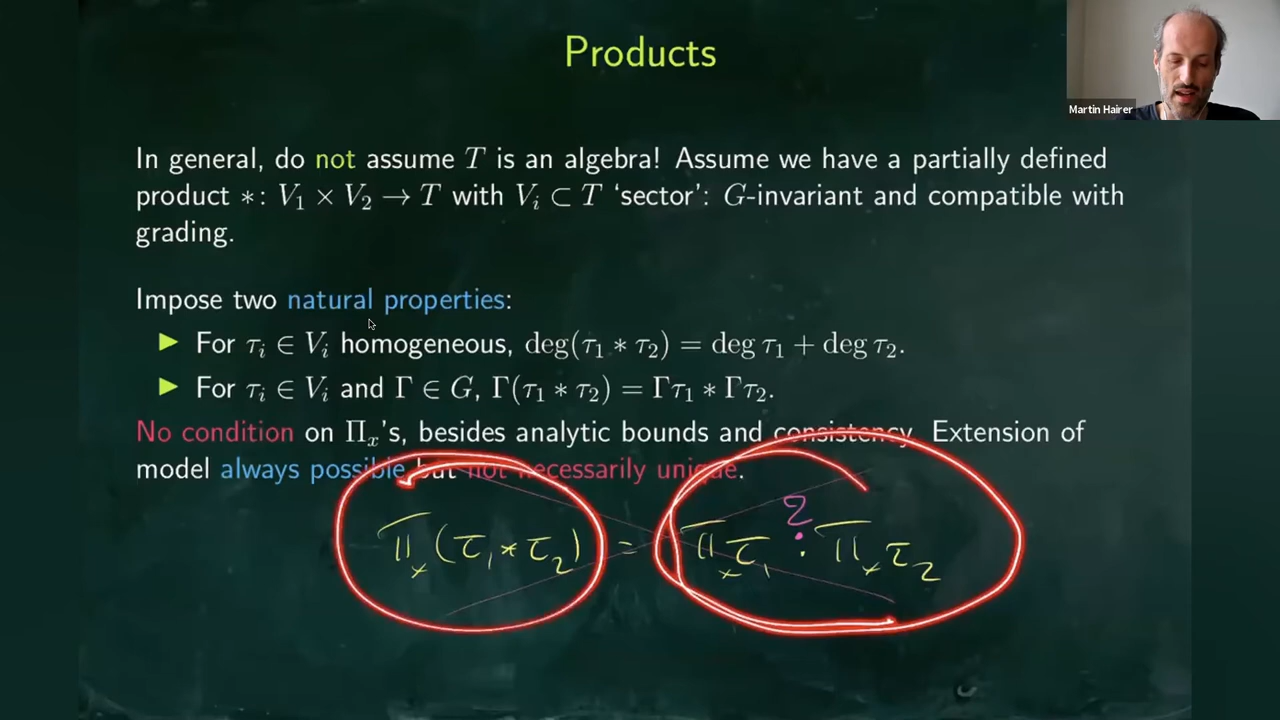 Products
Martin Hairer
In general, do not assume T is an algebra! Assume we have a partially defined
product ∗: V₁ × V₂ → T with Vᵢ ⊂ T ‘sector’: G-invariant and compatible with
grading.
Impose two natural properties:
▶ For τᵢ ∈ Vᵢ homogeneous, deg(τ₁ ∗ τ₂) = deg τ₁ + deg τ₂.
▶ For τᵢ ∈ Vᵢ and Γ ∈ G, Γ(τ₁ ∗ τ₂) = Γτ₁ ∗ Γτ₂.
No condition on Πₓ’s, besides analytic bounds and consistency. Extension of
model always possible but not necessarily unique.
?
Πₓ(τ₁ ∗ τ₂) = Πₓτ₁ · Πₓτ₂